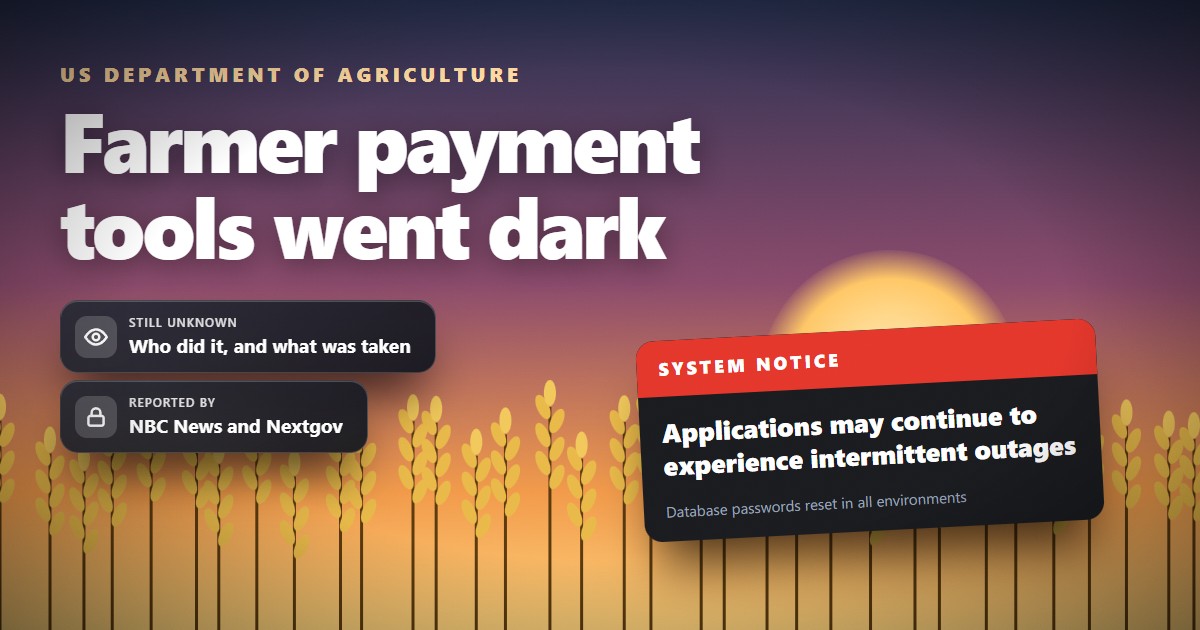 US DEPARTMENT OF AGRICULTURE
Farmer payment
tools went dark
STILL UNKNOWN
Who did it, and what was taken
REPORTED BY
NBC News and Nextgov
SYSTEM NOTICE
Applications may continue to
experience intermittent outages
Database passwords reset in all environments